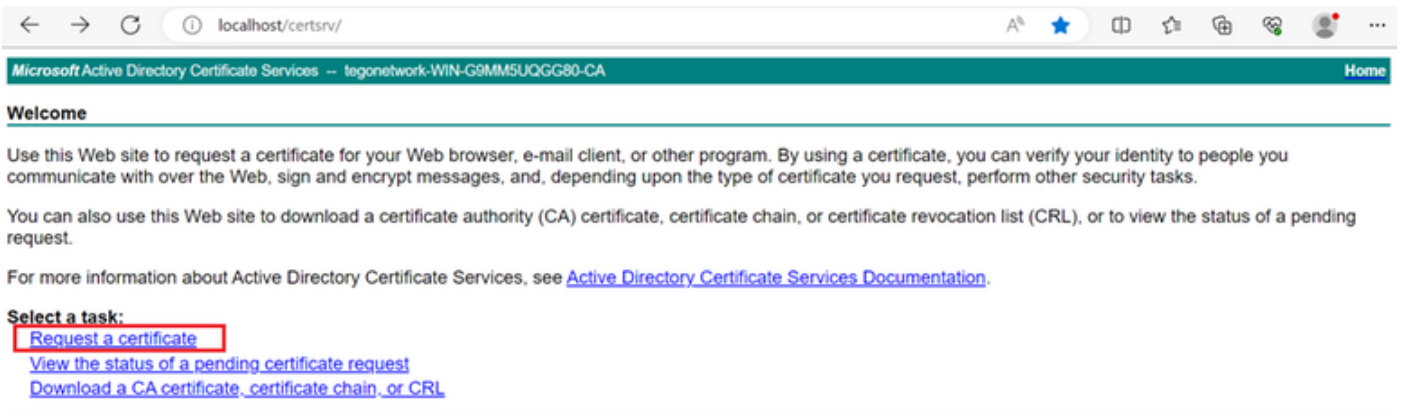 localhost/certsrv/
Microsoft Active Directory Certificate Services -- tegonetwork-WIN-G9MM5UQGG80-CA Home
Welcome
Use this Web site to request a certificate for your Web browser, e-mail client, or other program. By using a certificate, you can verify your identity to people you
communicate with over the Web, sign and encrypt messages, and, depending upon the type of certificate you request, perform other security tasks.
You can also use this Web site to download a certificate authority (CA) certificate, certificate chain, or certificate revocation list (CRL), or to view the status of a pending
request.
For more information about Active Directory Certificate Services, see Active Directory Certificate Services Documentation.
Select a task:
Request a certificate
View the status of a pending certificate request
Download a CA certificate, certificate chain, or CRL